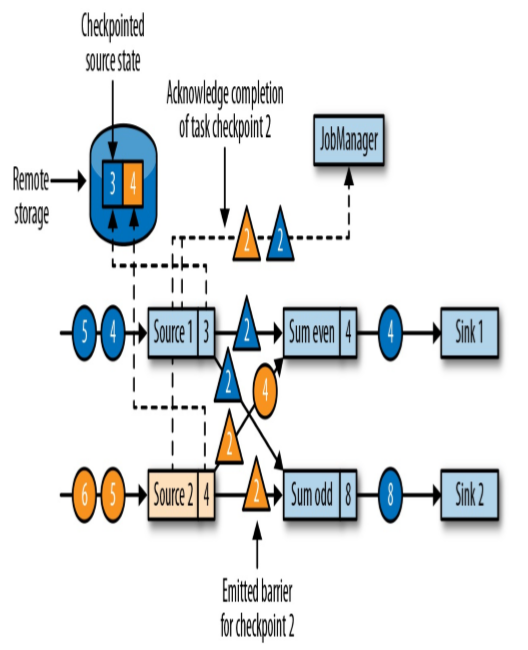 Checkpointed
source state
Acknowledge completion
of task checkpoint 2
JobManager
Remote
storage
3 4
2 2
5 4 Source 1 3 2 Sum even 4 4 Sink 1
2 4
2
6 5 Source 2 4 2 Sum odd 8 8 Sink 2
Emitted barrier
for checkpoint 2